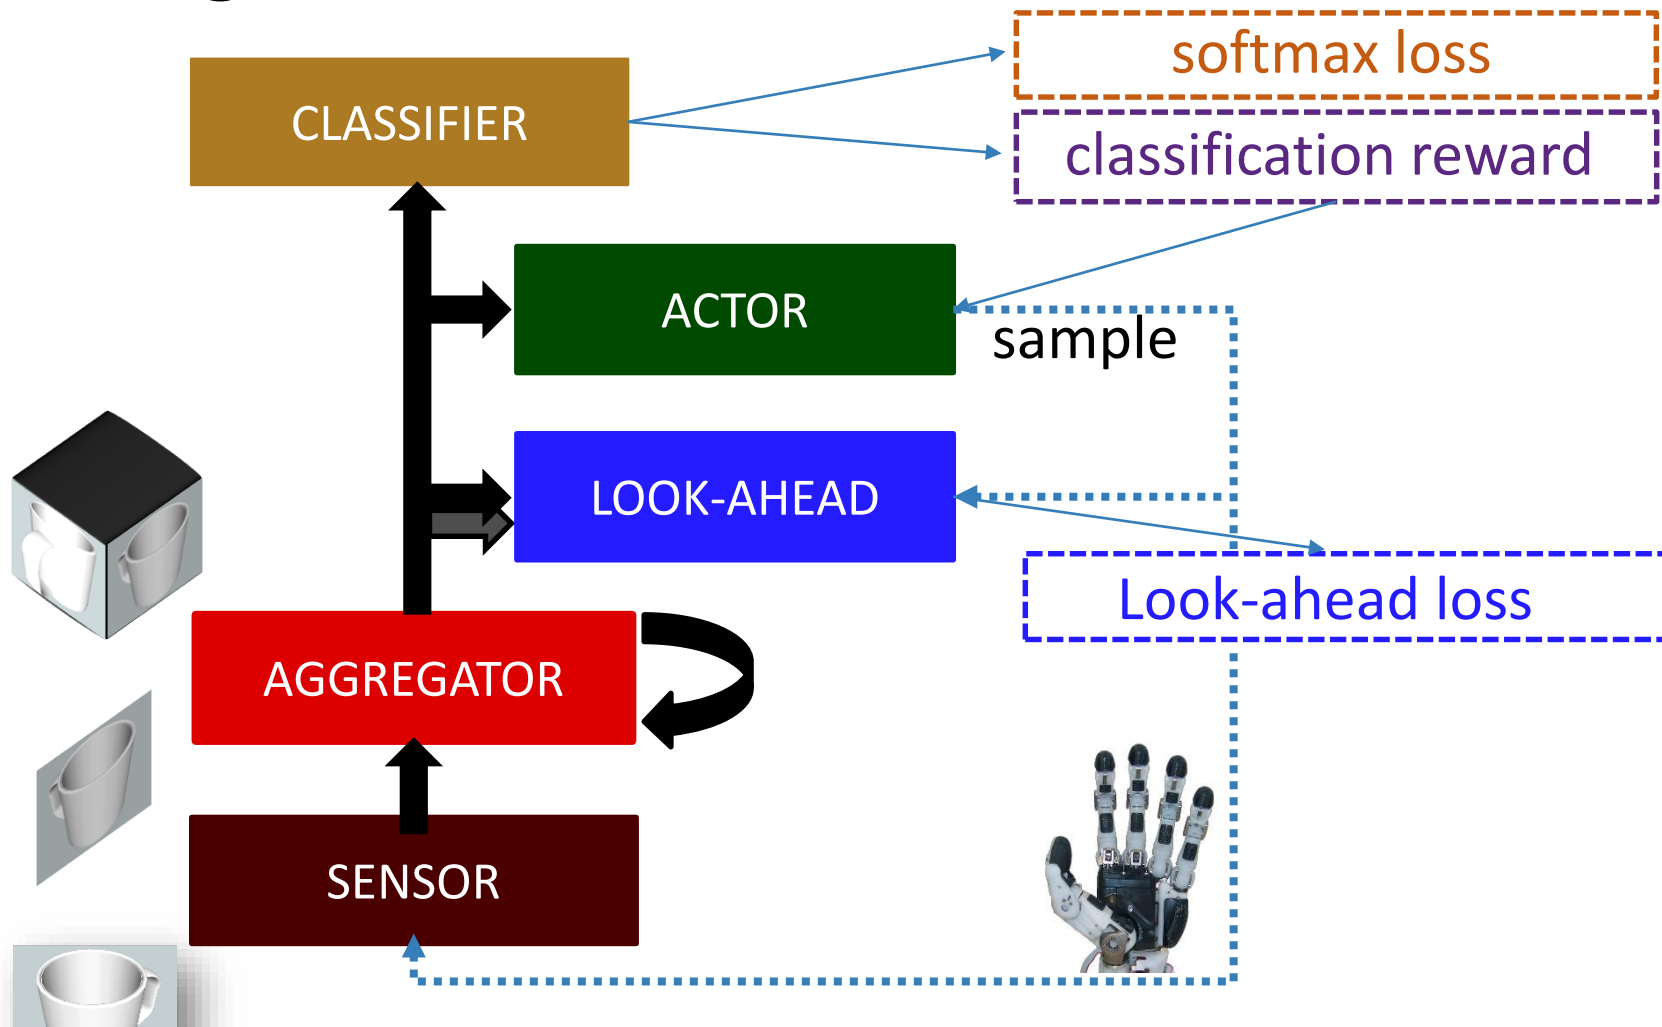 softmax loss
CLASSIFIER
classification reward
ACTOR
sample
LOOK-AHEAD
Look-ahead loss
AGGREGATOR
SENSOR